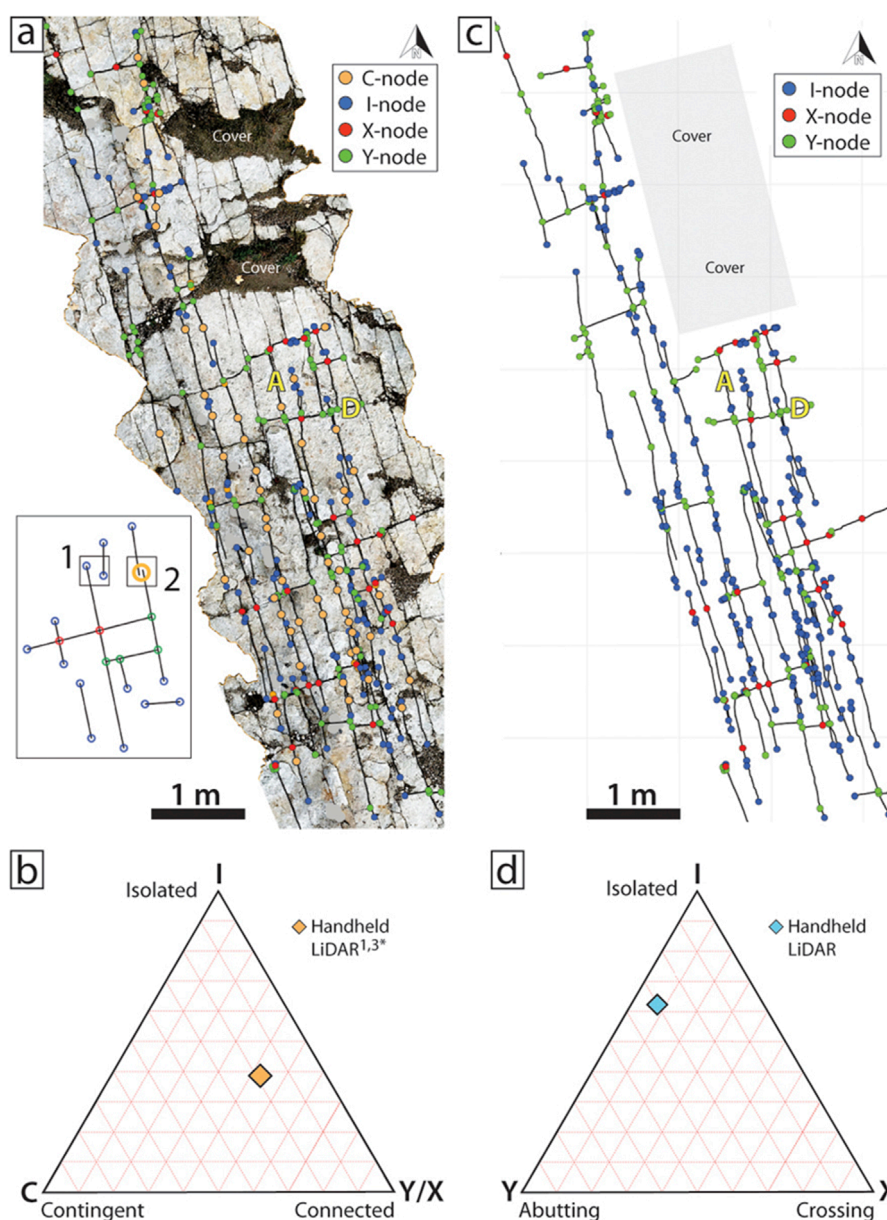 a
N
C-node
I-node
X-node
Y-node
Cover
Cover
A
D
1
2
1 m
c
N
I-node
X-node
Y-node
Cover
Cover
A
D
1 m
b
I
Isolated
Handheld
LiDAR1,3*
C
Y/X
Contingent
Connected
d
I
Isolated
Handheld
LiDAR
Y
X
Abutting
Crossing